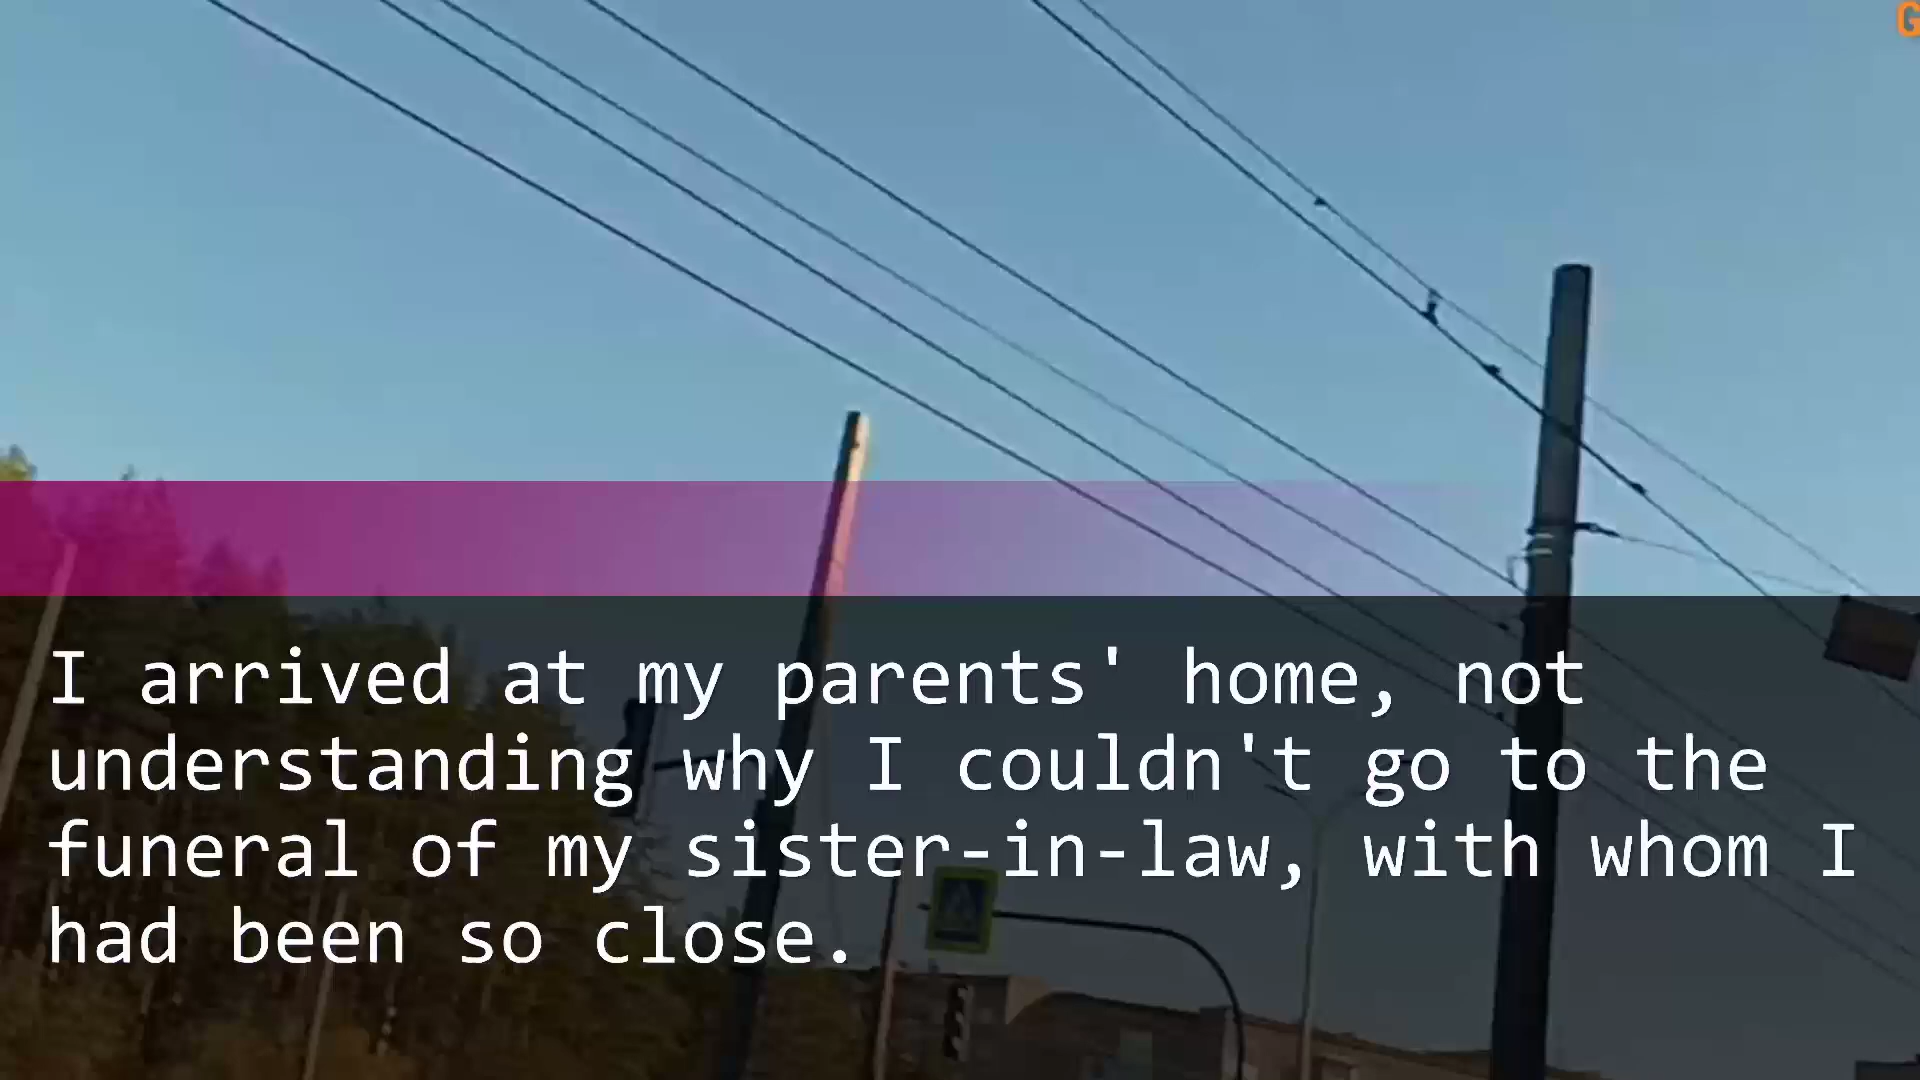 G
I arrived at my parents' home, not
understanding why I couldn't go to the
funeral of my sister-in-law, with whom I
had been so close.